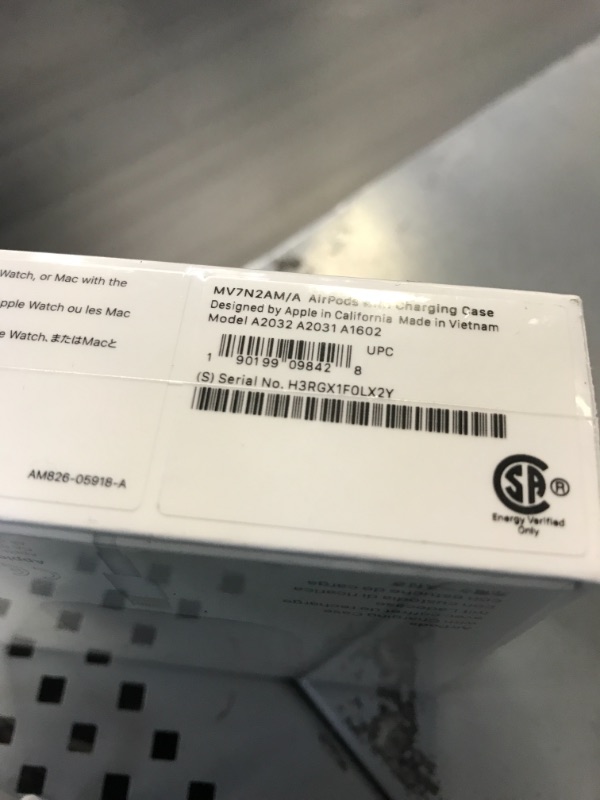 Watch, or Mac with the
pple Watch ou les Mac
e Watch、またはMacと
AM826-05918-A
MV7N2AM/A AirPods with Charging Case
Designed by Apple in California Made in Vietnam
Model A2032 A2031 A1602
UPC
1 90199 09842 8
(S) Serial No. H3RGX1F0LX2Y
SA ®
Energy Verified
Only